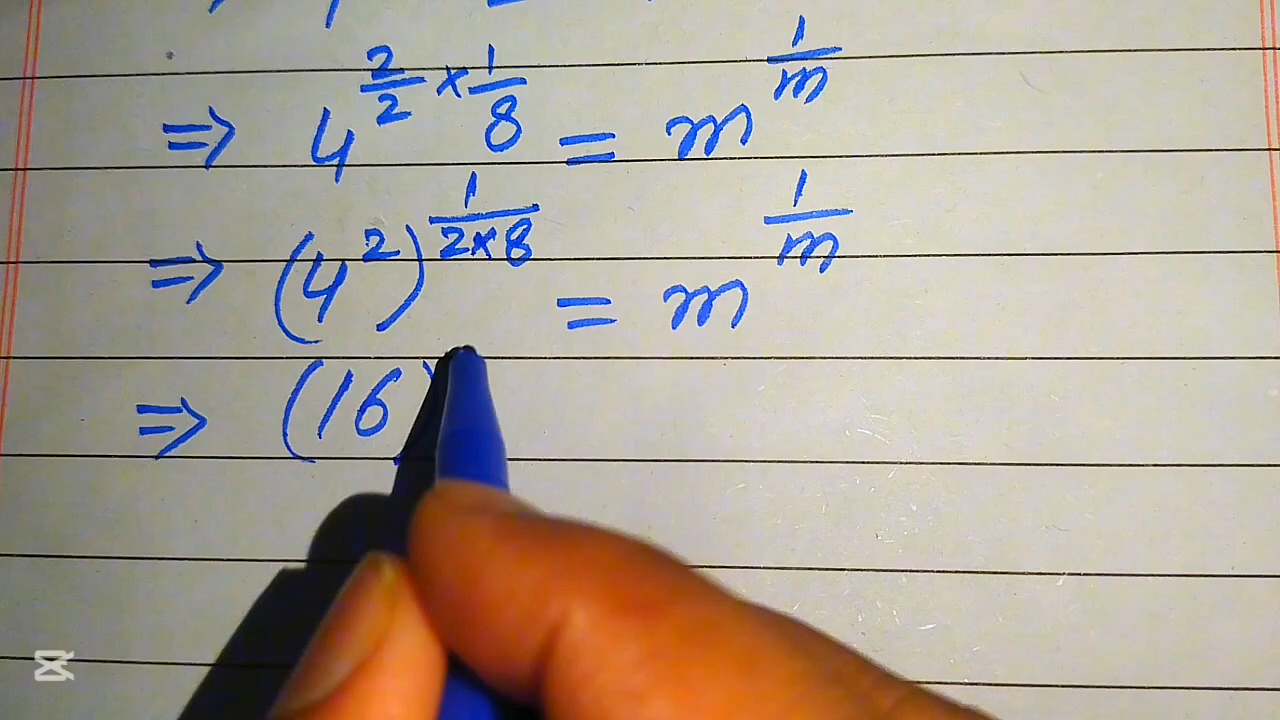 ⇒ 4^(2/2 × 1/8) = m^(1/m)
⇒ (4²)^(1/(2×8)) = m^(1/m)
⇒ (16)